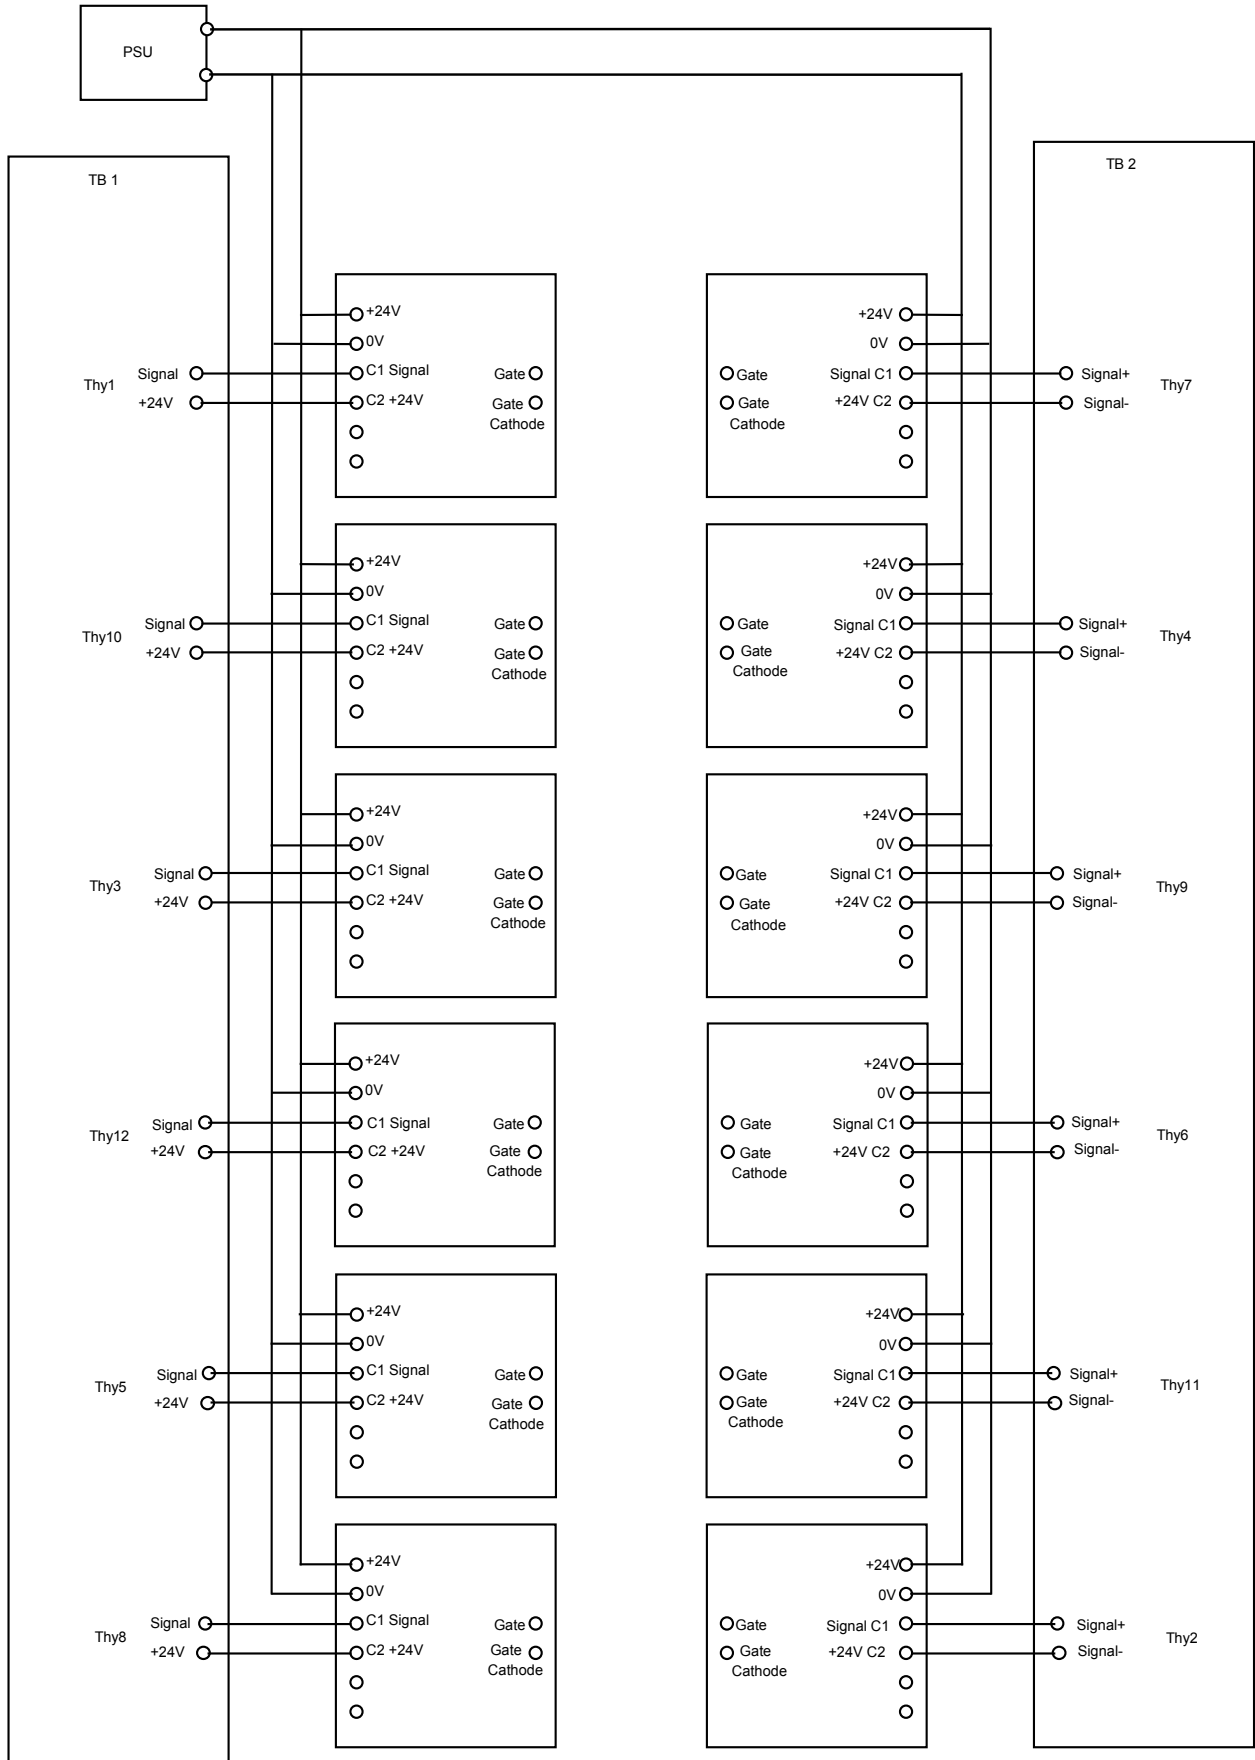 PSU
TB 1
TB 2
+24V
+24V
0V
0V
Thy1
Signal
C1 Signal
Gate
Gate
Signal C1
Signal+
Thy7
+24V
C2 +24V
Gate
Cathode
Gate
Cathode
+24V C2
Signal-
+24V
+24V
0V
0V
Thy10
Signal
C1 Signal
Gate
Gate
Signal C1
Signal+
Thy4
+24V
C2 +24V
Gate
Cathode
Gate
Cathode
+24V C2
Signal-
+24V
+24V
0V
0V
Thy3
Signal
C1 Signal
Gate
Gate
Signal C1
Signal+
Thy9
+24V
C2 +24V
Gate
Cathode
Gate
Cathode
+24V C2
Signal-
+24V
+24V
0V
0V
Thy12
Signal
C1 Signal
Gate
Gate
Signal C1
Signal+
Thy6
+24V
C2 +24V
Gate
Cathode
Gate
Cathode
+24V C2
Signal-
+24V
+24V
0V
0V
Thy5
Signal
C1 Signal
Gate
Gate
Signal C1
Signal+
Thy11
+24V
C2 +24V
Gate
Cathode
Gate
Cathode
+24V C2
Signal-
+24V
+24V
0V
0V
Thy8
Signal
C1 Signal
Gate
Gate
Signal C1
Signal+
Thy2
+24V
C2 +24V
Gate
Cathode
Gate
Cathode
+24V C2
Signal-